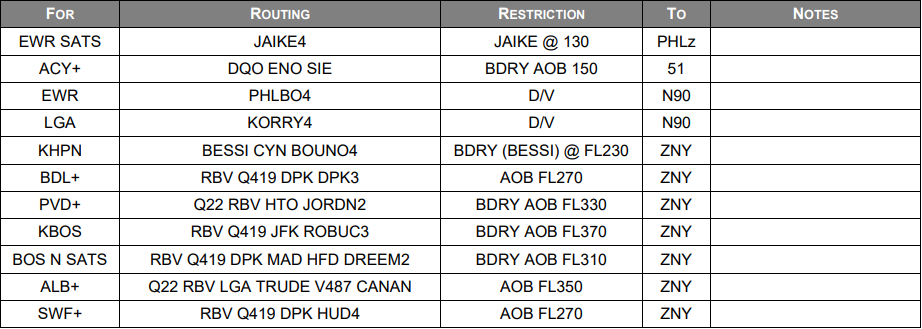 FOR ROUTING RESTRICTION TO NOTES
EWR SATS JAIKE4 JAIKE @ 130 PHLz
ACY+ DQO ENO SIE BDRY AOB 150 51
EWR PHLBO4 D/V N90
LGA KORRY4 D/V N90
KHPN BESSI CYN BOUNO4 BDRY (BESSI) @ FL230 ZNY
BDL+ RBV Q419 DPK DPK3 AOB FL270 ZNY
PVD+ Q22 RBV HTO JORDN2 BDRY AOB FL330 ZNY
KBOS RBV Q419 JFK ROBUC3 BDRY AOB FL370 ZNY
BOS N SATS RBV Q419 DPK MAD HFD DREEM2 BDRY AOB FL310 ZNY
ALB+ Q22 RBV LGA TRUDE V487 CANAN AOB FL350 ZNY
SWF+ RBV Q419 DPK HUD4 AOB FL270 ZNY